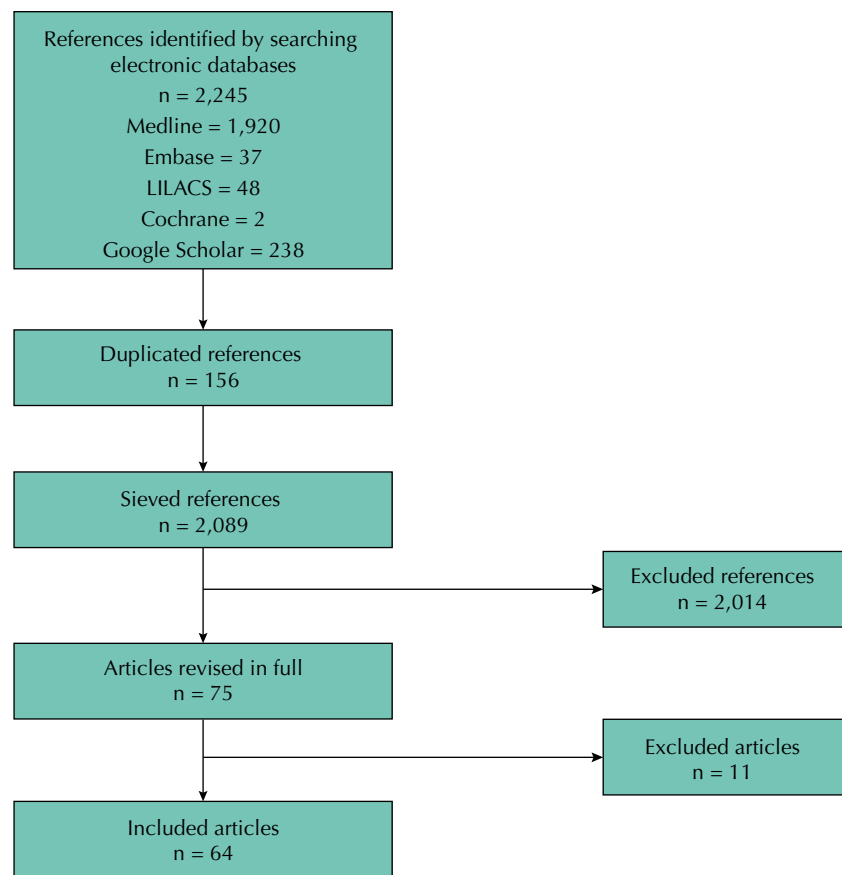 References identified by searching
electronic databases
n = 2,245
Medline = 1,920
Embase = 37
LILACS = 48
Cochrane = 2
Google Scholar = 238
Duplicated references
n = 156
Sieved references
n = 2,089
Excluded references
n = 2,014
Articles revised in full
n = 75
Excluded articles
n = 11
Included articles
n = 64